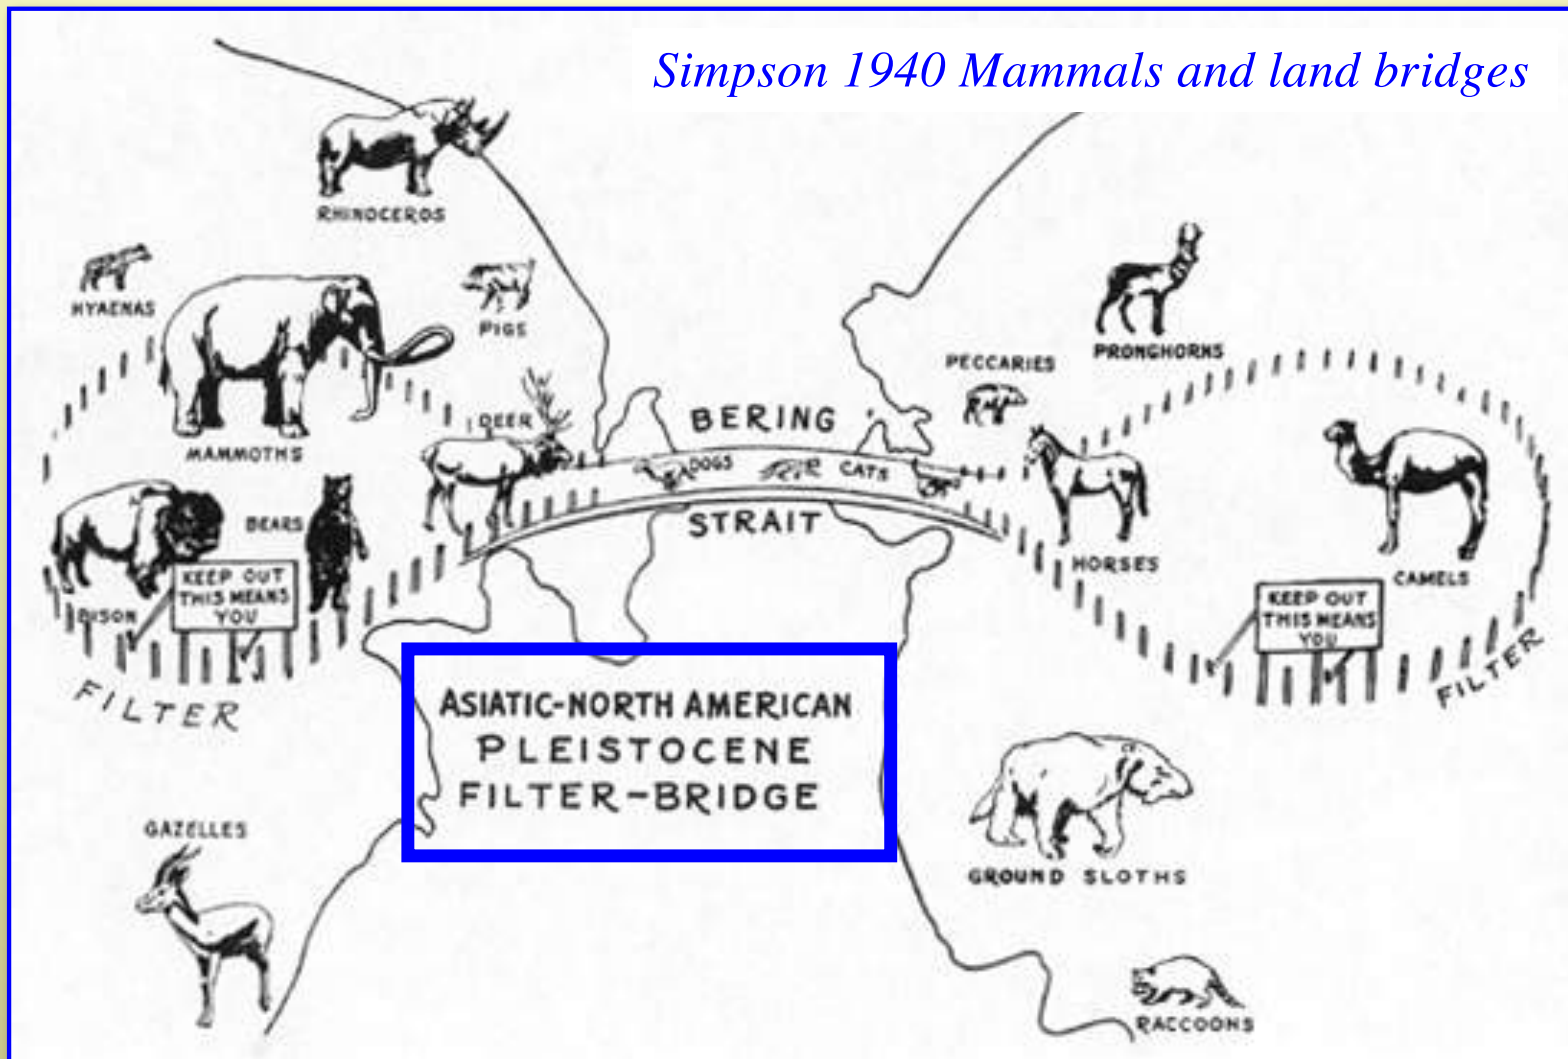 Simpson 1940 Mammals and land bridges
RHINOCEROS
HYAENAS
PIGS
PECCARIES
PRONGHORNS
DEER
BERING
MAMMOTHS
DOGS
CATS
BEARS
STRAIT
HORSES
CAMELS
KEEP OUT
THIS MEANS
YOU
BISON
KEEP OUT
THIS MEANS
YOU
FILTER
FILTER
ASIATIC-NORTH AMERICAN
PLEISTOCENE
FILTER-BRIDGE
GAZELLES
GROUND SLOTHS
RACCOONS